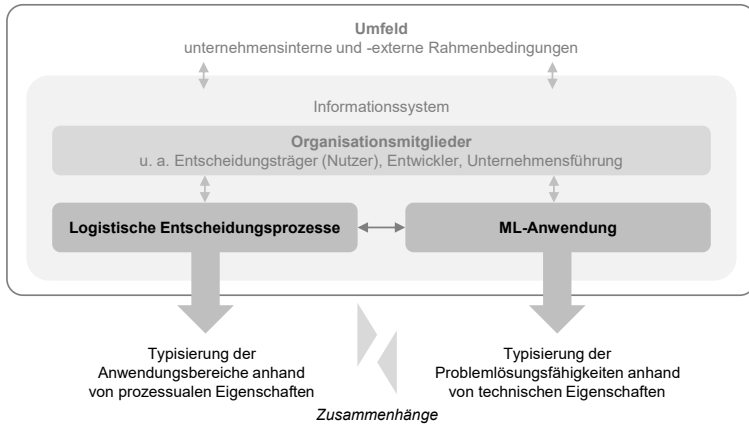 Umfeld
unternehmensinterne und -externe Rahmenbedingungen
Informationssystem
Organisationsmitglieder
u. a. Entscheidungsträger (Nutzer), Entwickler, Unternehmensführung
Logistische Entscheidungsprozesse
ML-Anwendung
Typisierung der
Anwendungsbereiche anhand
von prozessualen Eigenschaften
Typisierung der
Problemlösungsfähigkeiten anhand
von technischen Eigenschaften
Zusammenhänge